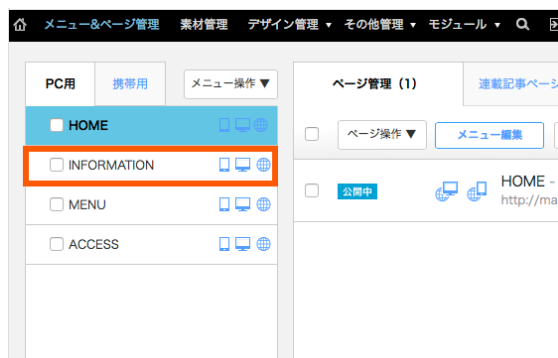 メニュー&ページ管理 素材管理 デザイン管理 ▼ その他管理 ▼ モジュール ▼
PC用 携帯用 メニュー操作 ▼
HOME
INFORMATION
MENU
ACCESS
ページ管理 (1) 連載記事ペー
ページ操作 ▼ メニュー編集
公開中 HOME -
http://ma